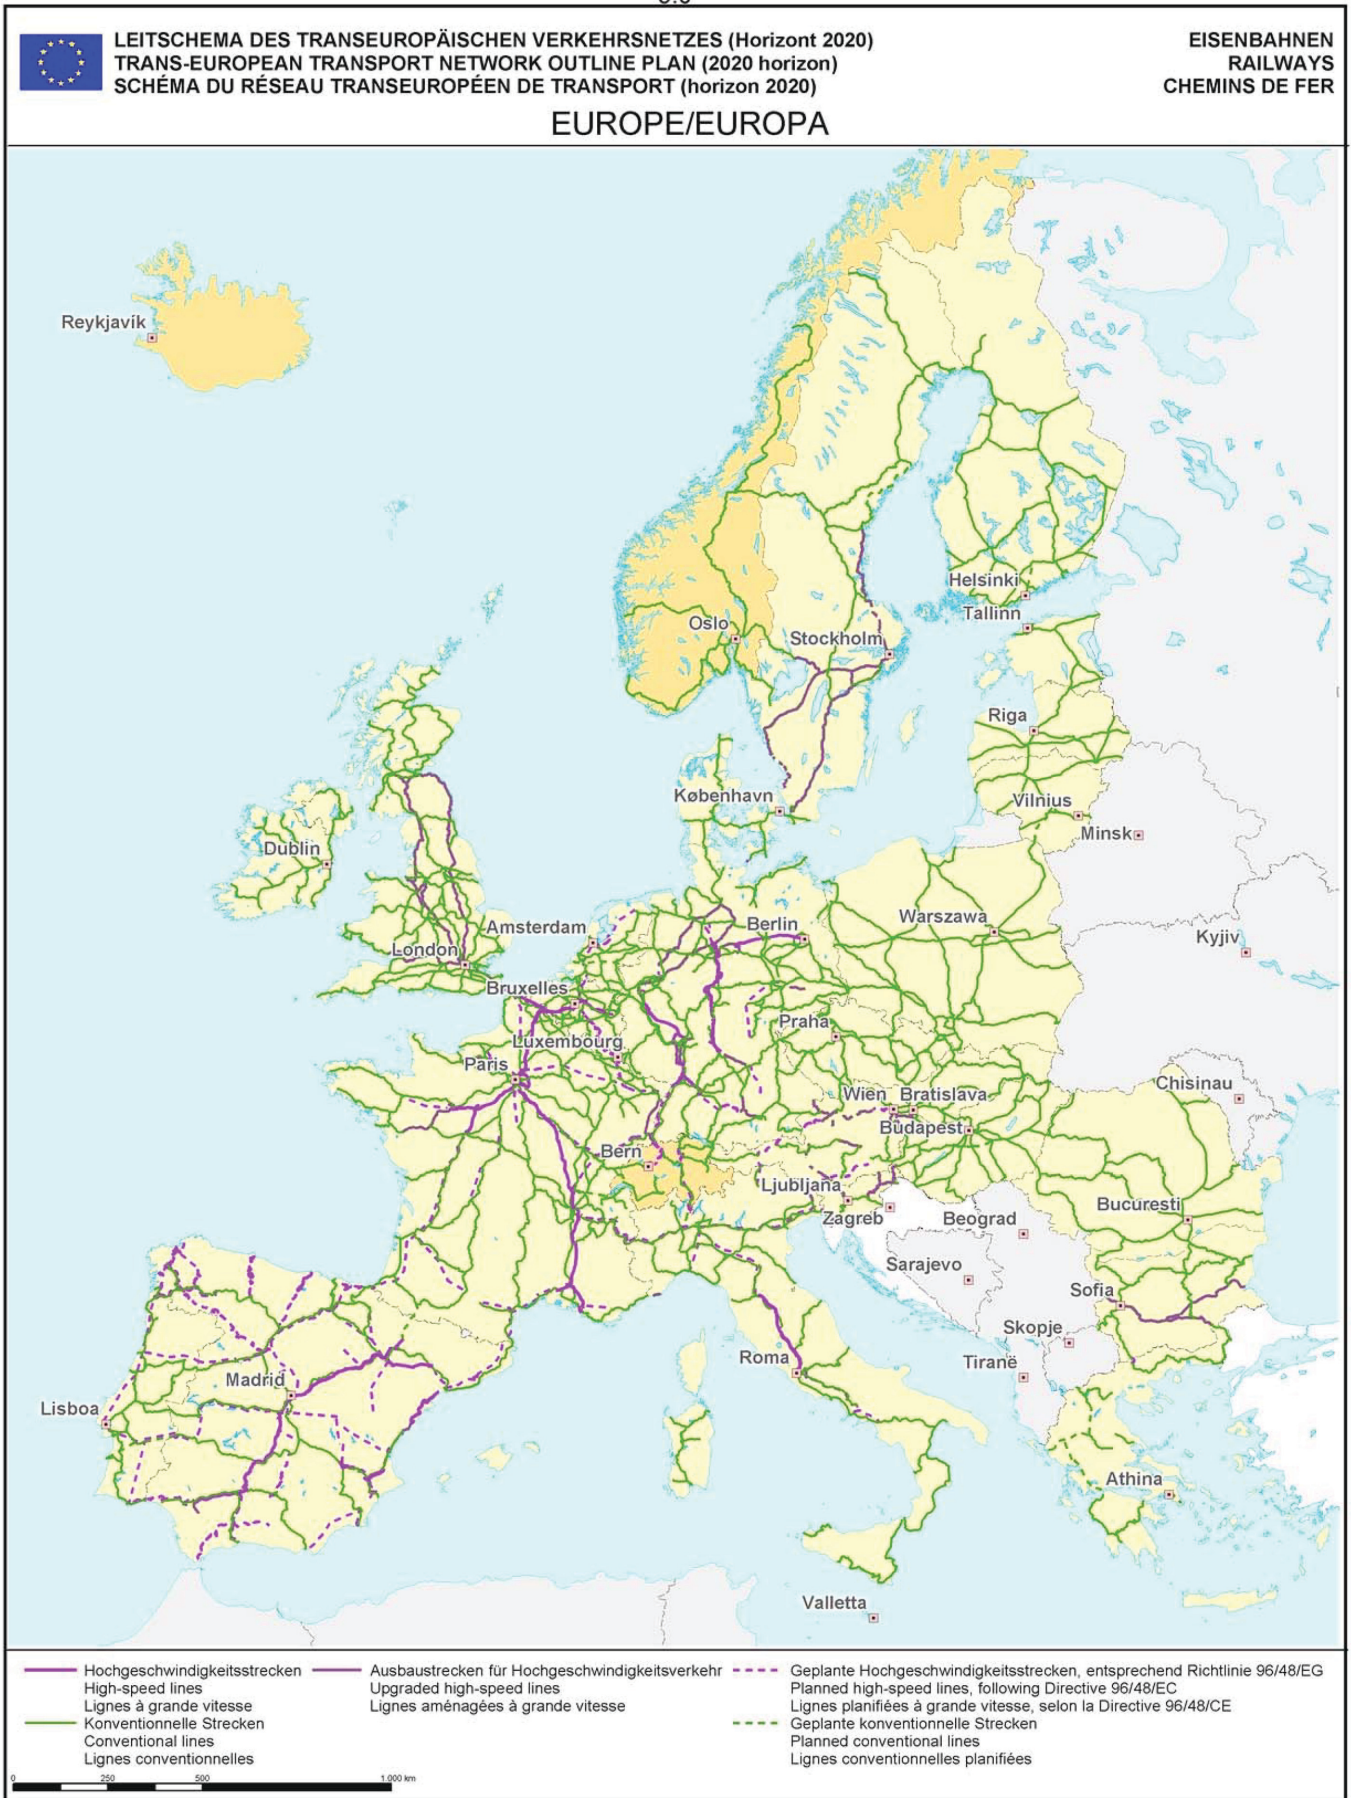 LEITSCHEMA DES TRANSEUROPÄISCHEN VERKEHRSNETZES (Horizont 2020)
TRANS-EUROPEAN TRANSPORT NETWORK OUTLINE PLAN (2020 horizon)
SCHÉMA DU RÉSEAU TRANSEUROPÉEN DE TRANSPORT (horizon 2020)
EISENBAHNEN
RAILWAYS
CHEMINS DE FER
EUROPE/EUROPA
Reykjavík
Helsinki
Tallinn
Oslo
Stockholm
Riga
København
Vilnius
Minsk
Dublin
Amsterdam
Berlin
Warszawa
London
Kyjiv
Bruxelles
Praha
Luxembourg
Paris
Chisinau
Wien
Bratislava
Budapest
Bern
Ljubljana
Zagreb
Beograd
Bucuresti
Sarajevo
Sofia
Skopje
Roma
Tiranë
Madrid
Lisboa
Athina
Valletta
Hochgeschwindigkeitsstrecken
High-speed lines
Lignes à grande vitesse
Konventionnelle Strecken
Conventional lines
Lignes conventionnelles
Ausbaustrecken für Hochgeschwindigkeitsverkehr
Upgraded high-speed lines
Lignes aménagées à grande vitesse
Geplante Hochgeschwindigkeitsstrecken, entsprechend Richtlinie 96/48/EG
Planned high-speed lines, following Directive 96/48/EC
Lignes planifiées à grande vitesse, selon la Directive 96/48/CE
Geplante konventionelle Strecken
Planned conventional lines
Lignes conventionnelles planifiées
0 250 500 1.000 km